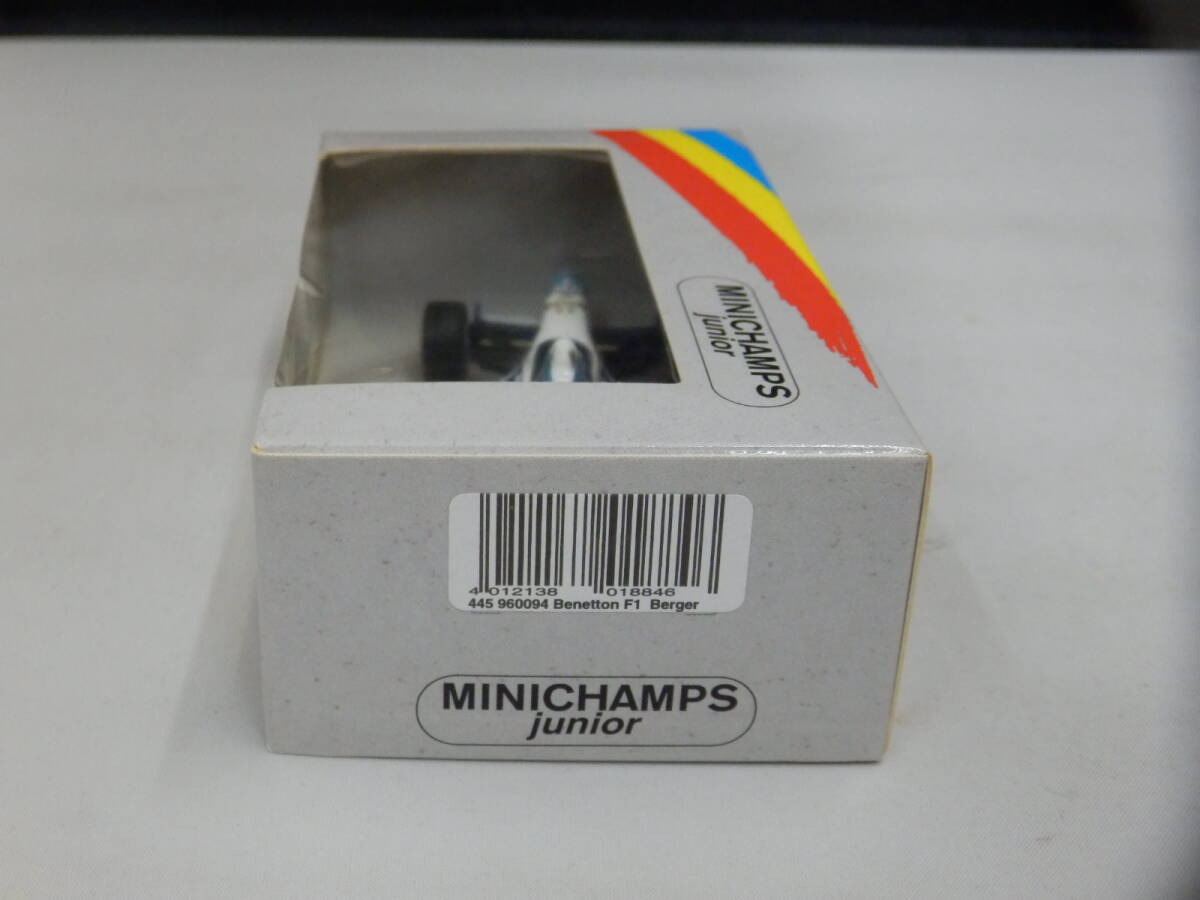 MINICHAMPS
junior
4 012138 018846
445 960094 Benetton F1 Berger
MINICHAMPS
junior